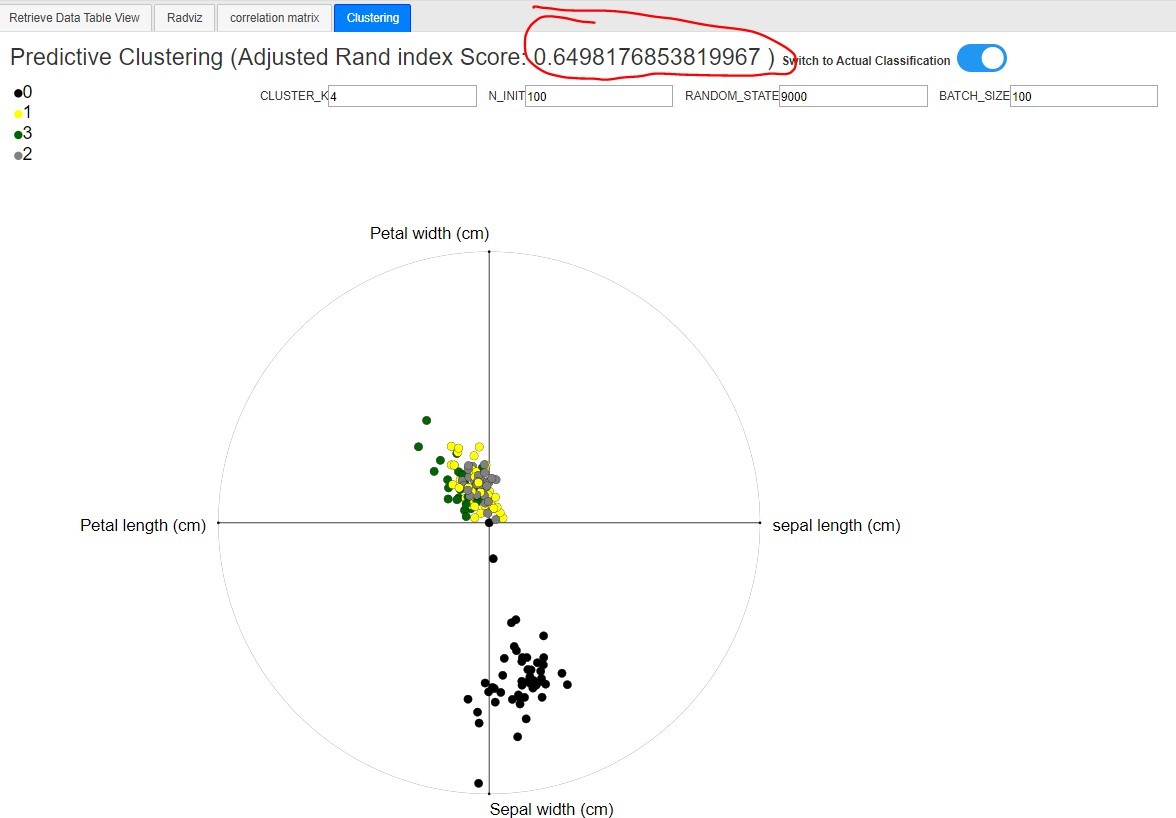 Retrieve Data Table View Radviz correlation matrix Clustering
Predictive Clustering (Adjusted Rand index Score: 0.6498176853819967 ) Switch to Actual Classification
0
1
3
2
CLUSTER_K 4 N_INIT 100 RANDOM_STATE 9000 BATCH_SIZE 100
Petal width (cm)
Petal length (cm)
sepal length (cm)
Sepal width (cm)